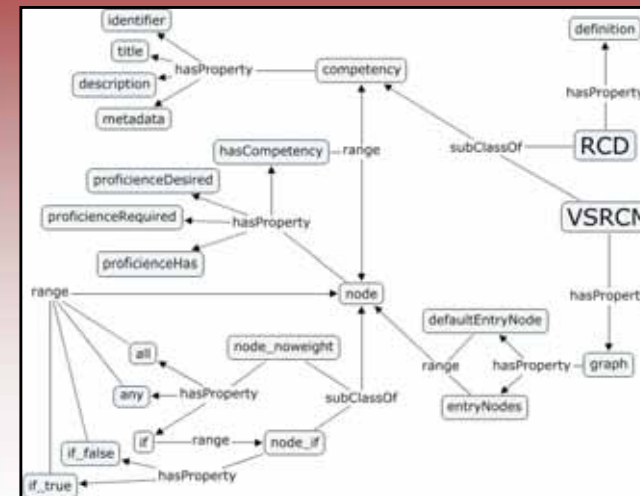 identifier
definition
title
hasProperty
competency
description
hasProperty
metadata
hasCompetency
range
subClassOf
RCD
proficienceDesired
proficienceRequired
hasProperty
VSRCM
proficienceHas
range
node
hasPropert
defaultEntryNode
node_noweight
all
range
hasProperty
graph
any
hasProperty
subClassOf
entryNodes
if
range
node_if
if_false
hasProperty
if_true